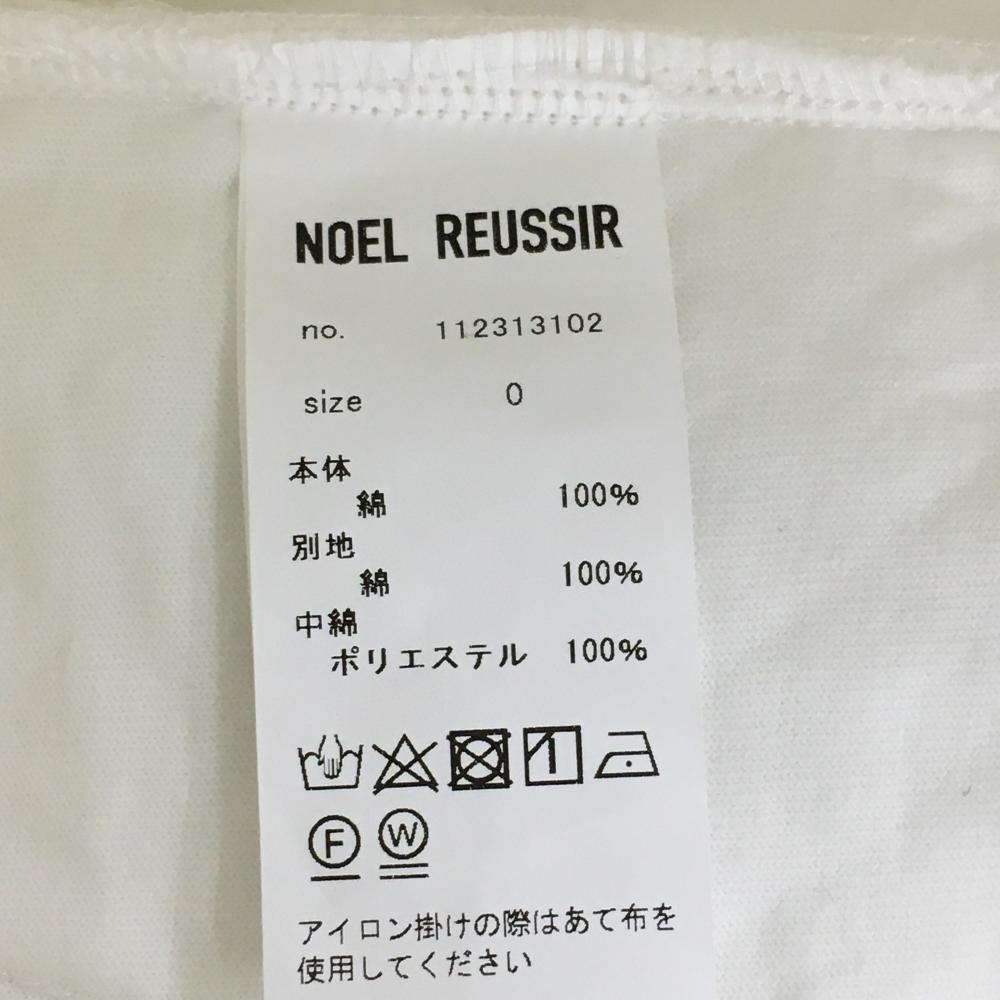 NOEL REUSSIR
no. 112313102
size 0
本体
綿 100%
別地
綿 100%
中綿
ポリエステル 100%
F W
アイロン掛けの際はあて布を
使用してください